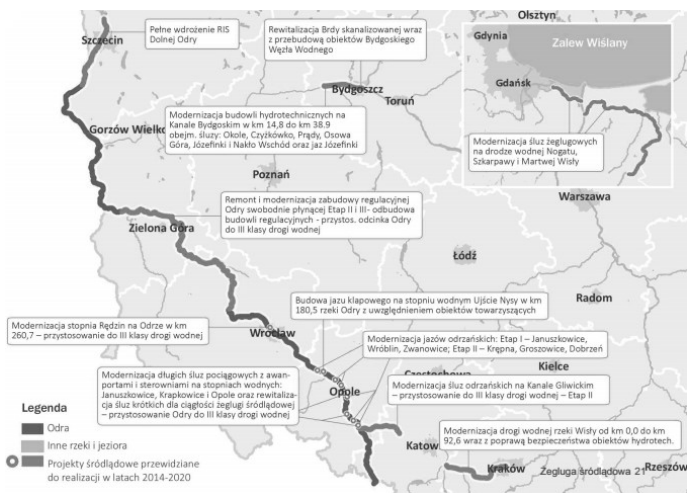 Olsztyn
Gdynia
Zalew Wiślany
Gdańsk
Modernizacja śluz żeglugowych
na drodze wodnej Nogatu,
Szkarpawy i Martwej Wisły
Szczecin
Pełne wdrożenie RIS
Dolnej Odry
Rewitalizacja Brdy skanalizowanej wraz
z przebudową obiektów Bydgoskiego
Węzła Wodnego
Bydgoszcz
Toruń
Modernizacja budowli hydrotechnicznych na
Kanale Bydgoskim w km 14,8 do km 38.9
obejm. śluzy: Okole, Czyżkówko, Prądy, Osowa
Góra, Józefinki i Nakło Wschód oraz jaz Józefinki
Gorzów Wielko
Poznań
Warszawa
Remont i modernizacja zabudowy regulacyjnej
Odry swobodnie płynącej Etap II i III- odbudowa
budowli regulacyjnych - przystos. odcinka Odry
do III klasy drogi wodnej
Zielona Góra
Łódź
Radom
Budowa jazu klapowego na stopniu wodnym Ujście Nysy w km
180,5 rzeki Odry z uwzględnieniem obiektów towarzyszących
Modernizacja stopnia Rędzin na Odrze w km
260,7 – przystosowanie do III klasy drogi wodnej
Wrocław
Modernizacja jazów odrzańskich: Etap I – Januszkowice,
Wróblin, Zwanowice; Etap II – Krępna, Groszowice, Dobrzeń
Kielce
Częstochowa
Modernizacja długich śluz pociągowych z awan-
portami i sterowniami na stopniach wodnych:
Januszkowice, Krapkowice i Opole oraz rewitaliza-
cja śluz krótkich dla ciągłości żeglugi śródlądowej
– przystosowanie Odry do III klasy drogi wodnej
Opole
Modernizacja śluz odrzańskich na Kanale Gliwickim
– przystosowanie do III klasy drogi wodnej – Etap II
Modernizacja drogi wodnej rzeki Wisły od km 0,0 do km
92,6 wraz z poprawą bezpieczeństwa obiektów hydrotech.
Katow
Kraków
Żegluga śródlądowa 21
Rzeszów
Legenda
Odra
Inne rzeki i jeziora
Projekty śródlądowe przewidziane
do realizacji w latach 2014-2020